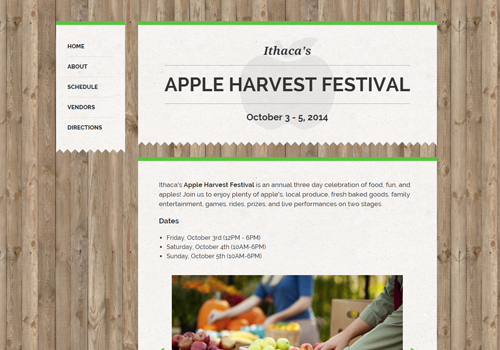 HOME
ABOUT
SCHEDULE
VENDORS
DIRECTIONS
Ithaca's
APPLE HARVEST FESTIVAL
October 3 - 5, 2014
Ithaca's Apple Harvest Festival is an annual three day celebration of food, fun, and
apples! Join us to enjoy plenty of apple's, local produce, fresh baked goods, family
entertainment, games, rides, prizes, and live performances on two stages.
Dates
• Friday, October 3rd (12PM - 6PM)
• Saturday, October 4th (10AM-6PM)
• Sunday, October 5th (10AM-6PM)